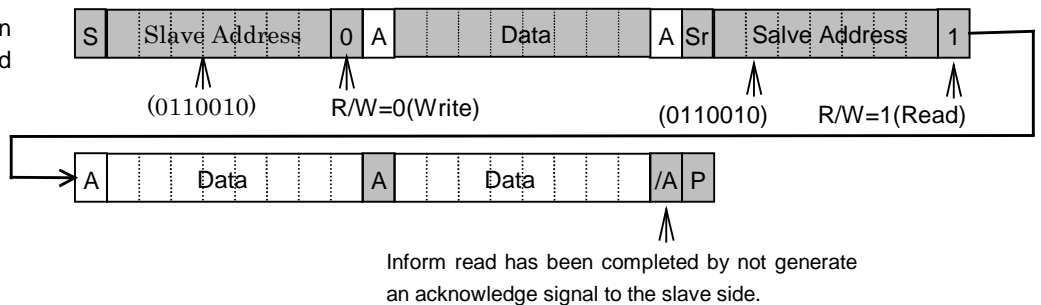 n
d
S Slave Address 0 A Data A Sr Salve Address 1
(0110010) R/W=0(Write) (0110010) R/W=1(Read)
A Data A Data /A P
Inform read has been completed by not generate
an acknowledge signal to the slave side.